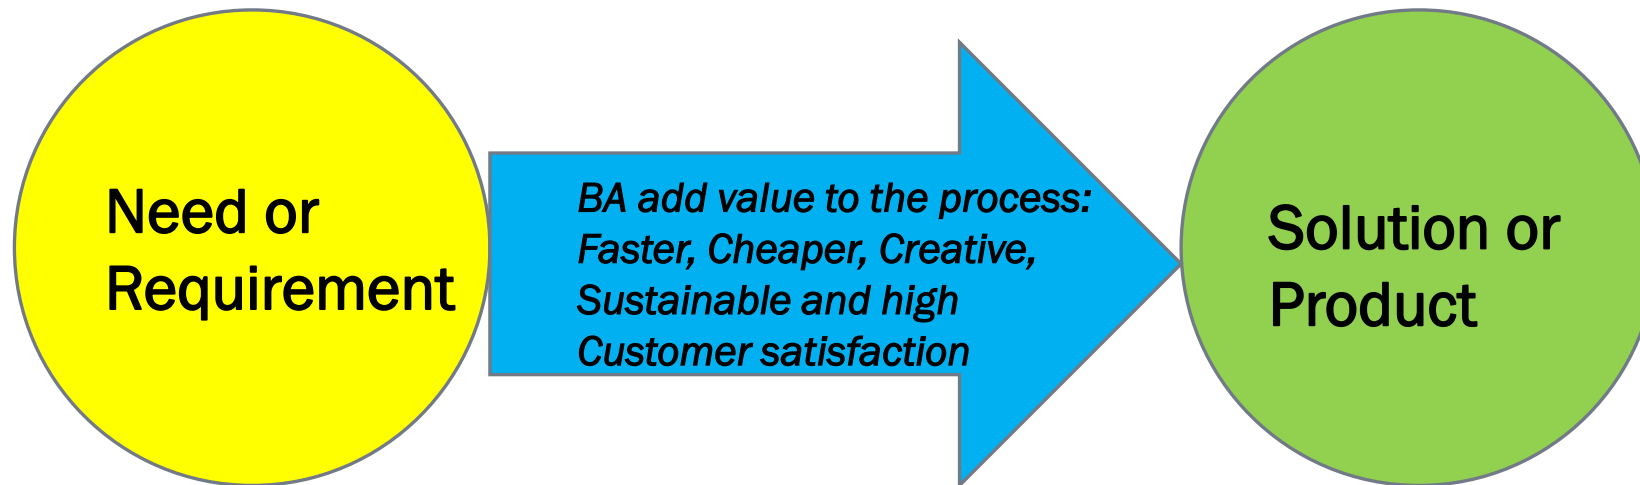 Need or
Requirement
BA add value to the process:
Faster, Cheaper, Creative,
Sustainable and high
Customer satisfaction
Solution or
Product